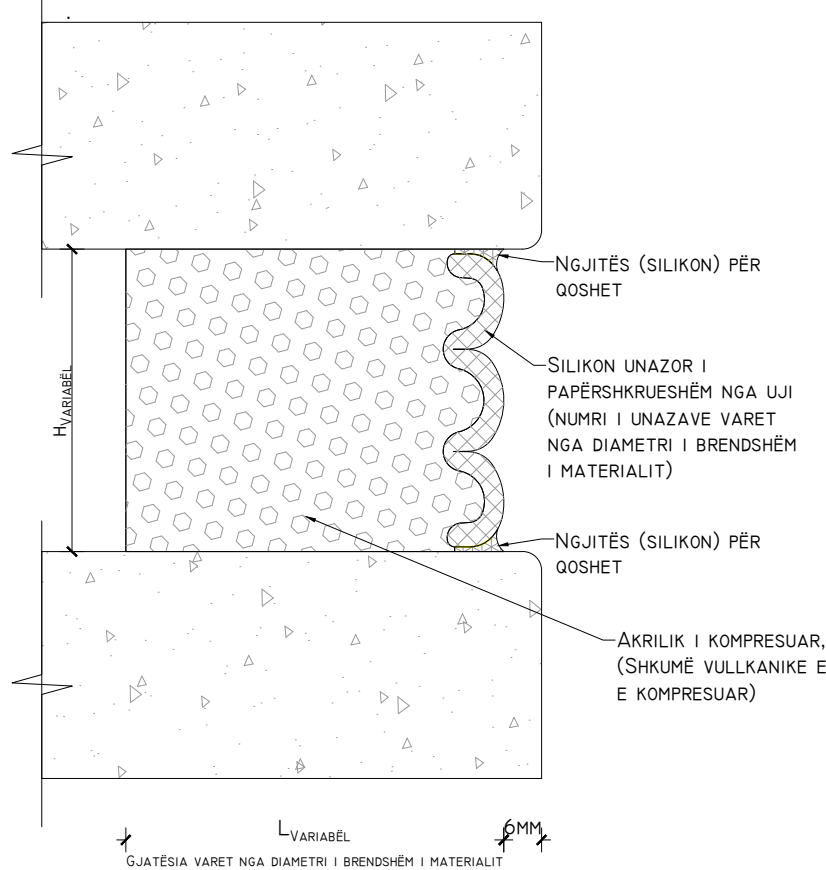 NGJITËS (SILIKON) PËR
QOSHET
SILIKON UNAZOR I
PAPËRSHKRUESHËM NGA UJI
(NUMRI I UNAZAVE VARET
NGA DIAMETRI I BRENDSHËM
I MATERIALIT)
HVARIABËL
NGJITËS (SILIKON) PËR
QOSHET
AKRILIK I KOMPRESUAR,
(SHKUMË VULLKANIKE E
E KOMPRESUAR)
LVARIABËL
6MM
GJATËSIA VARET NGA DIAMETRI I BRENDSHËM I MATERIALIT